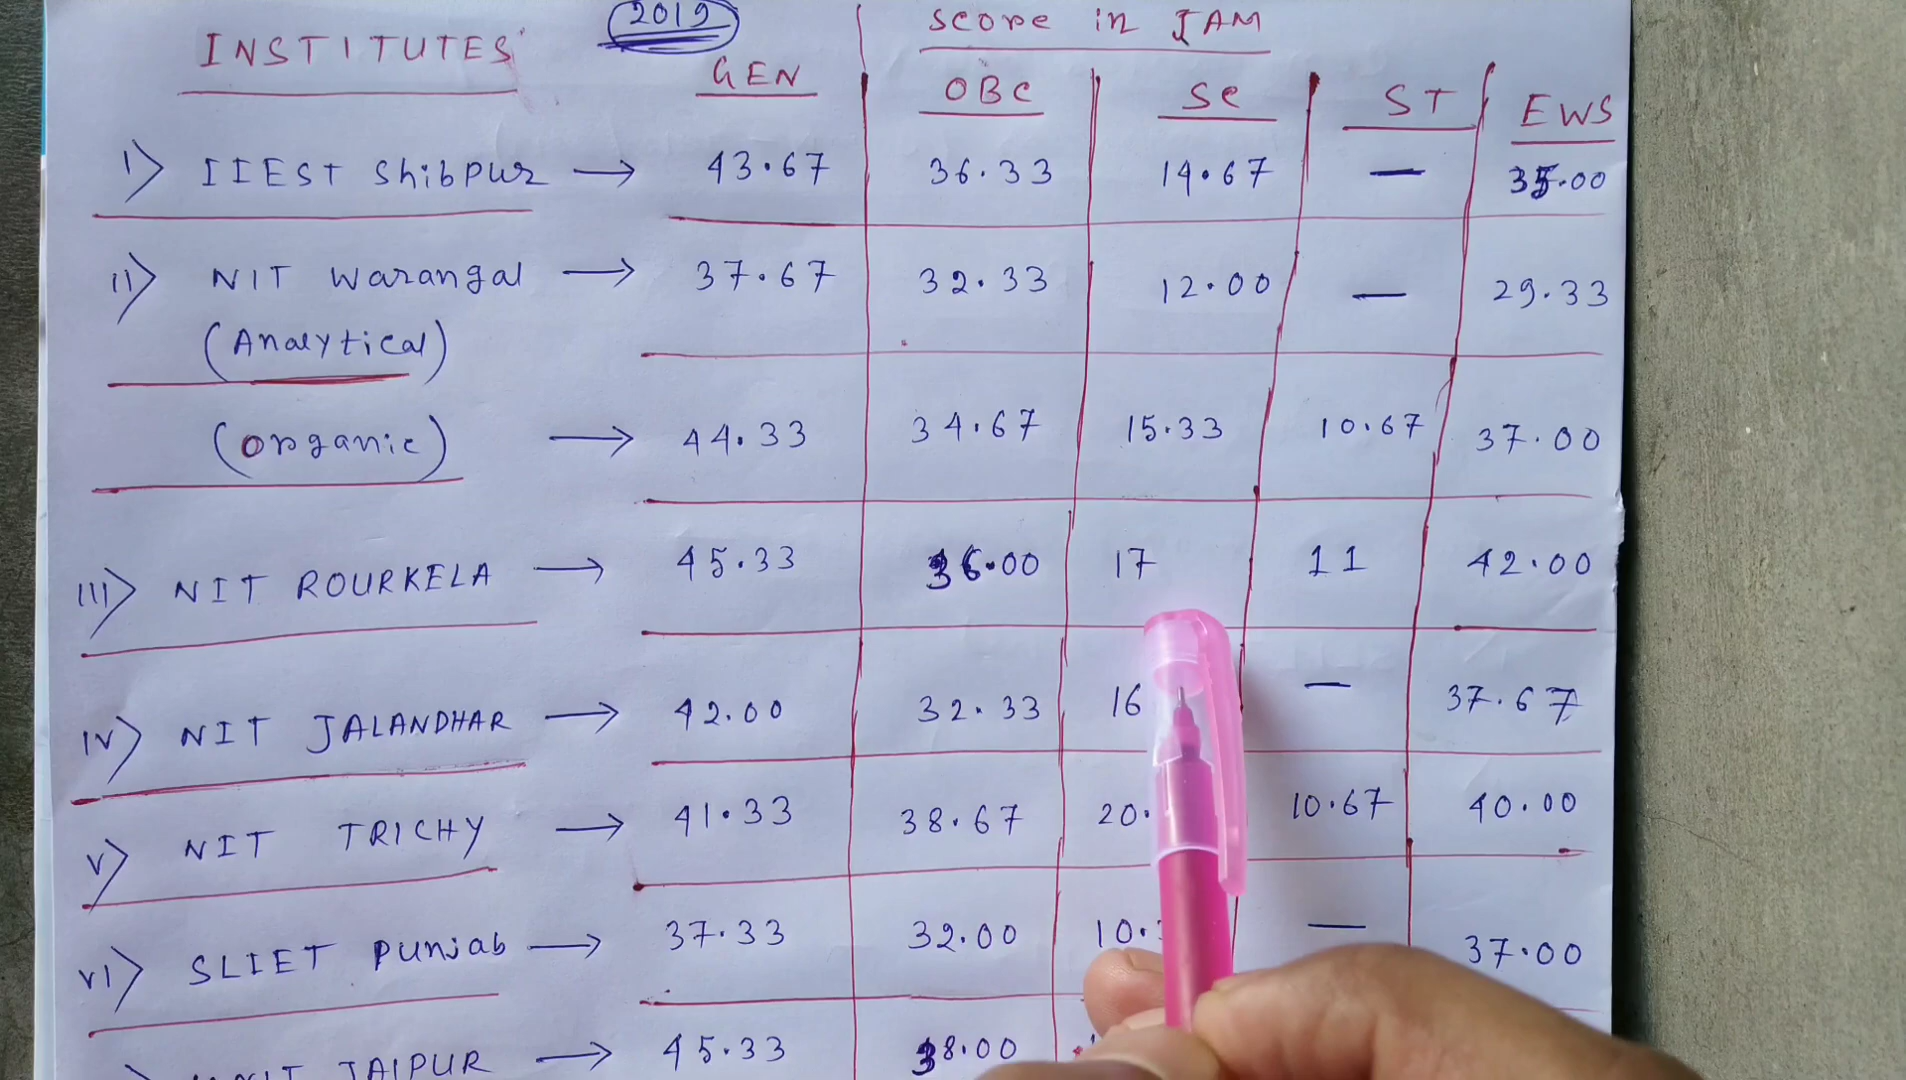 2019 Score in JAM
INSTITUTES GEN OBC SC ST EWS
I) IIEST Shibpur → 43.67 36.33 14.67 — 35.00
II) NIT Warangal → 37.67 32.33 12.00 — 29.33
(Analytical)
(Organic) → 44.33 34.67 15.33 10.67 37.00
III) NIT ROURKELA → 45.33 36.00 17 11 42.00
IV) NIT JALANDHAR → 42.00 32.33 16 — 37.67
V) NIT TRICHY → 41.33 38.67 20. 10.67 40.00
VI) SLIET Punjab → 37.33 32.00 10. — 37.00
JAIPUR → 45.33 38.00